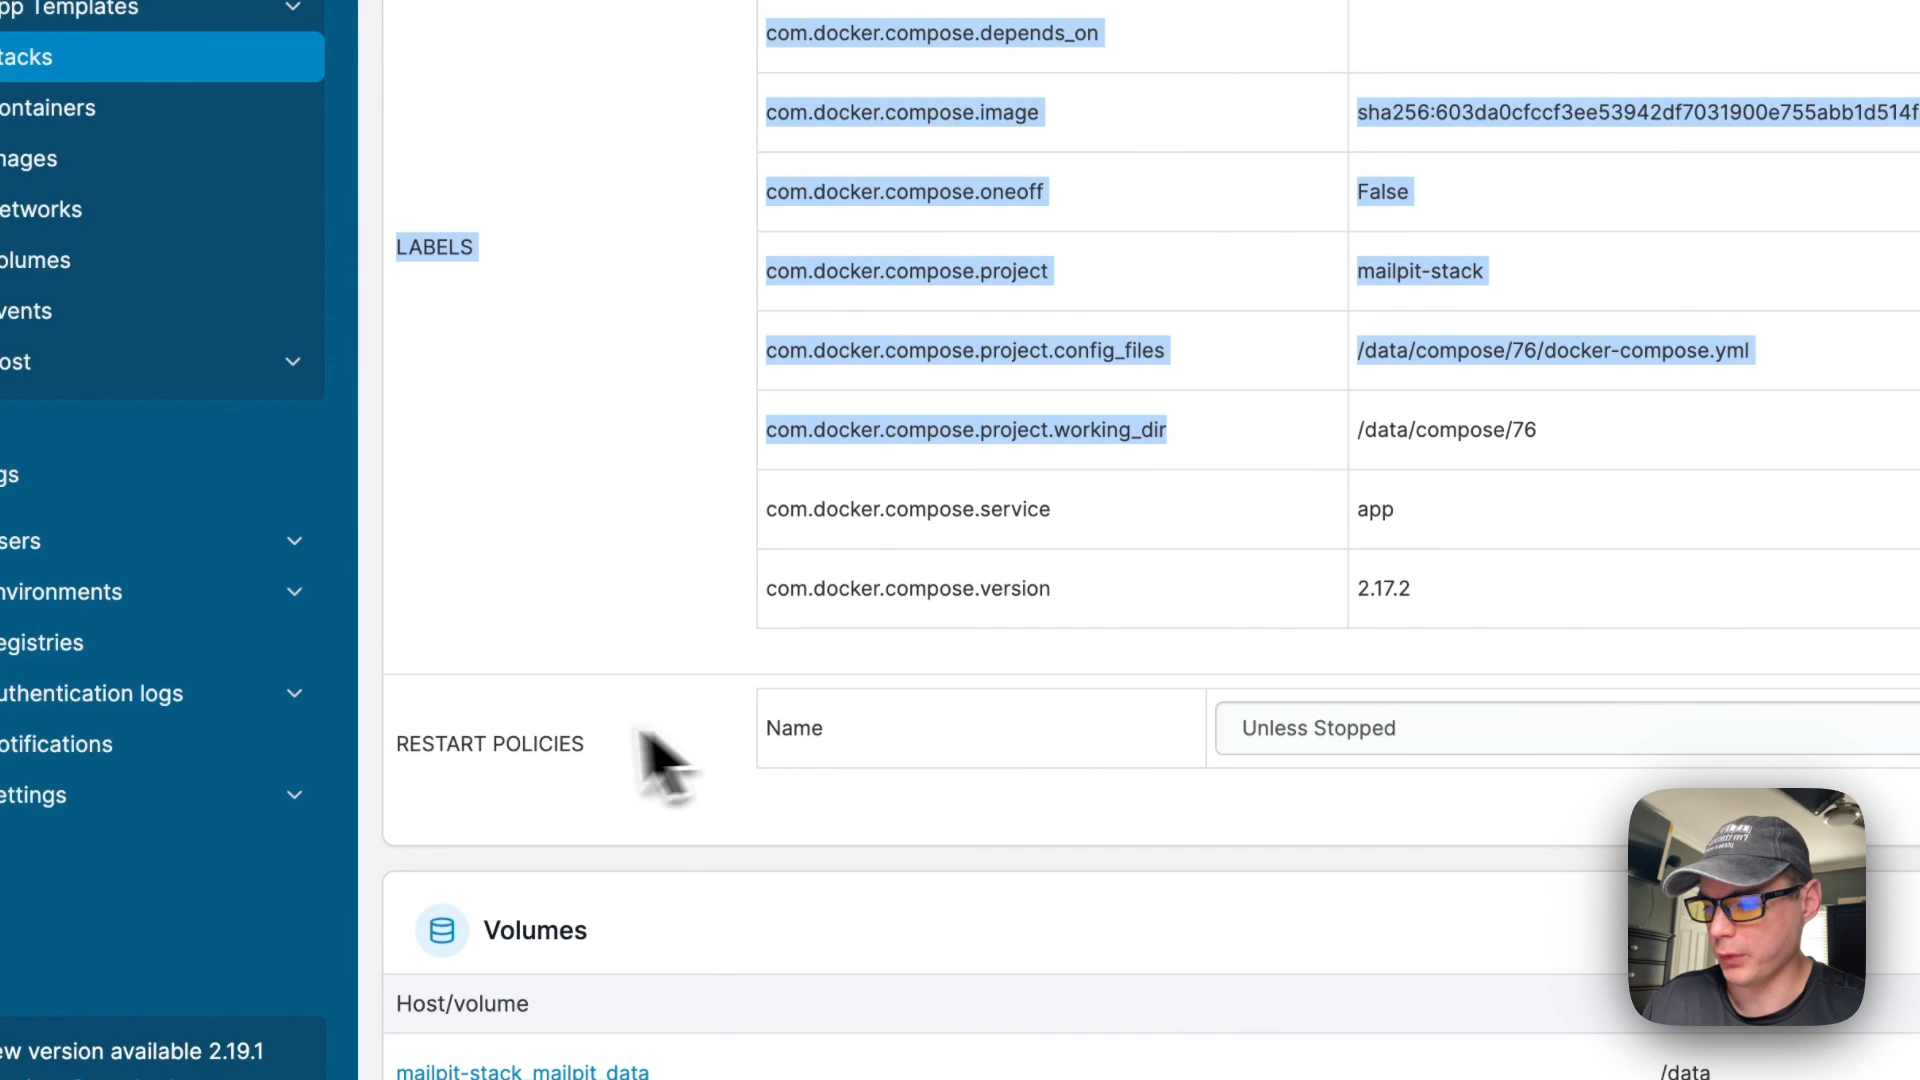 pp Templates
tacks
ontainers
mages
etworks
olumes
vents
ost
gs
sers
nvironments
egistries
uthentication logs
otifications
ettings
ew version available 2.19.1
LABELS
com.docker.compose.depends_on
com.docker.compose.image sha256:603da0cfccf3ee53942df7031900e755abb1d514f
com.docker.compose.oneoff False
com.docker.compose.project mailpit-stack
com.docker.compose.project.config_files /data/compose/76/docker-compose.yml
com.docker.compose.project.working_dir /data/compose/76
com.docker.compose.service app
com.docker.compose.version 2.17.2
RESTART POLICIES Name Unless Stopped
Volumes
Host/volume
mailpit-stack_mailpit_data /data